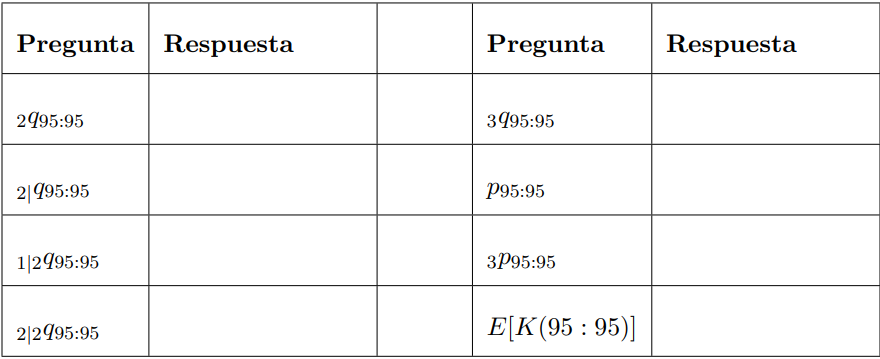 Pregunta Respuesta Pregunta Respuesta
₂q₉₅:₉₅ ₃q₉₅:₉₅
₂|q₉₅:₉₅ p₉₅:₉₅
₁|₂q₉₅:₉₅ ₃p₉₅:₉₅
₂|₂q₉₅:₉₅ E[K(95 : 95)]